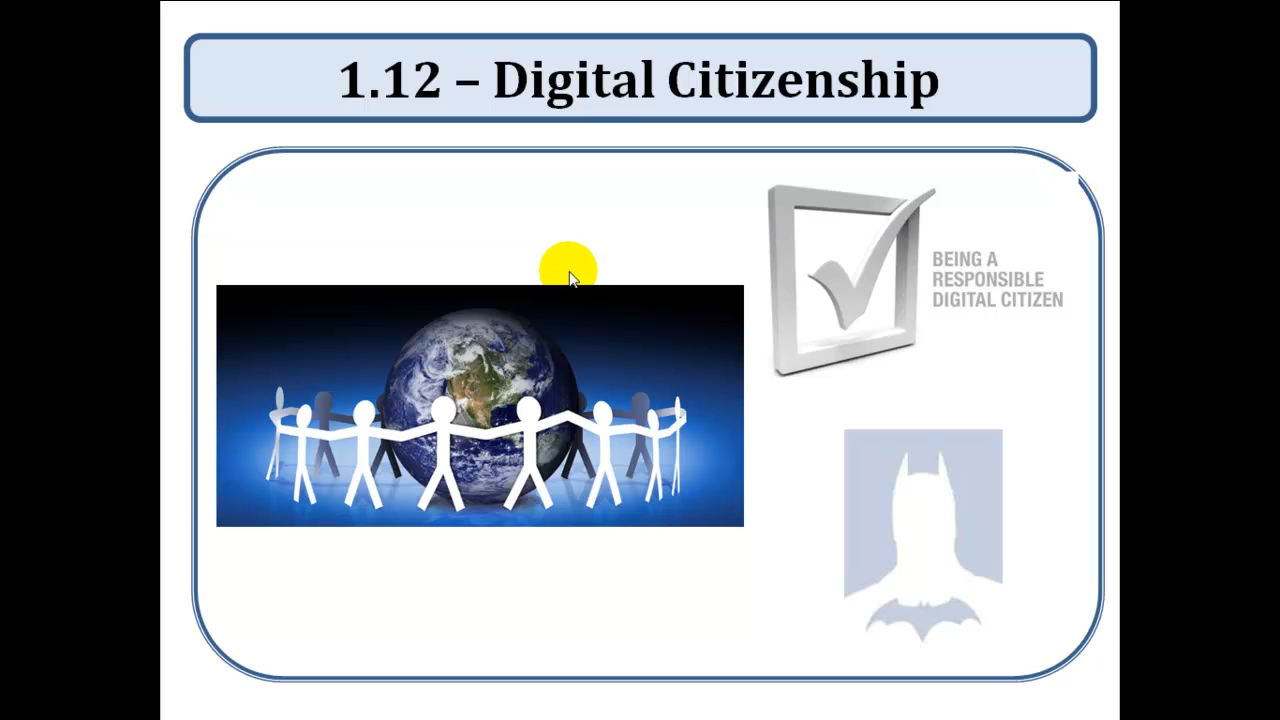 1.12 – Digital Citizenship
BEING A
RESPONSIBLE
DIGITAL CITIZEN